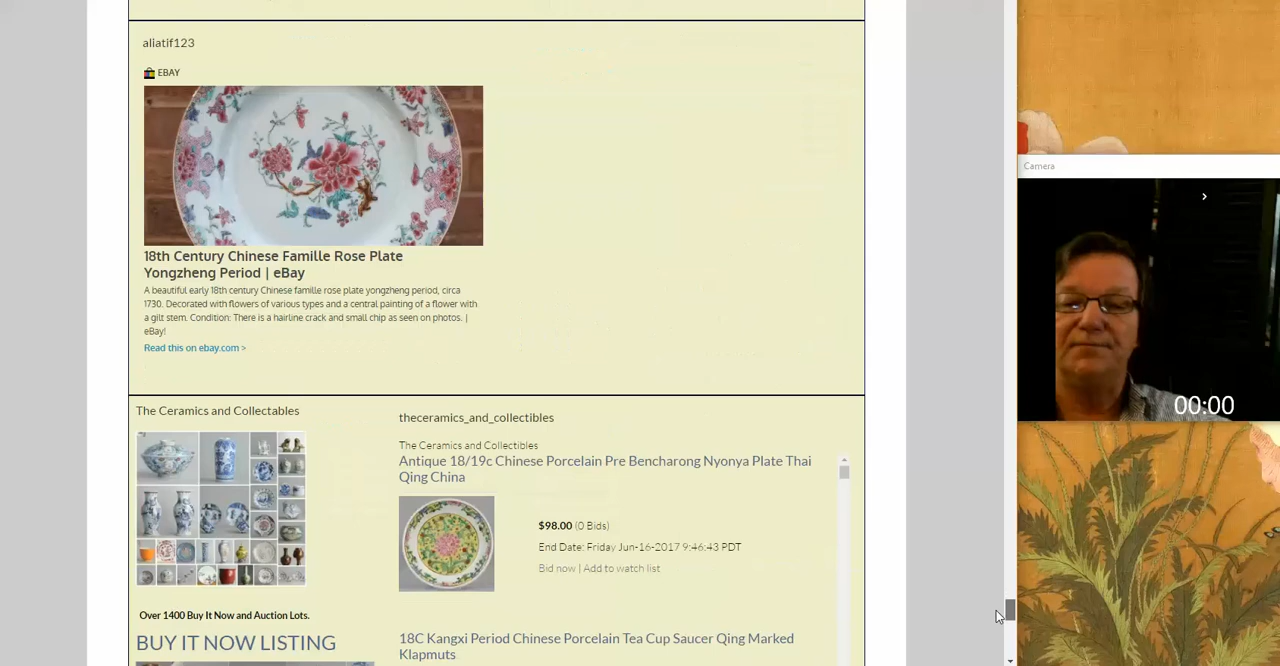 aliatif123
EBAY
18th Century Chinese Famille Rose Plate
Yongzheng Period | eBay
A beautiful early 18th century Chinese famille rose plate yongzheng period, circa
1730. Decorated with flowers of various types and a central painting of a flower with
a gilt stem. Condition: There is a hairline crack and small chip as seen on photos. |
eBay!
Read this on ebay.com >
The Ceramics and Collectables
Over 1400 Buy It Now and Auction Lots.
BUY IT NOW LISTING
theceramics_and_collectibles
The Ceramics and Collectibles
Antique 18/19c Chinese Porcelain Pre Bencharong Nyonya Plate Thai
Qing China
$98.00 (0 Bids)
End Date: Friday Jun-16-2017 9:46:43 PDT
Bid now | Add to watch list
18C Kangxi Period Chinese Porcelain Tea Cup Saucer Qing Marked
Klapmuts
Camera
00:00